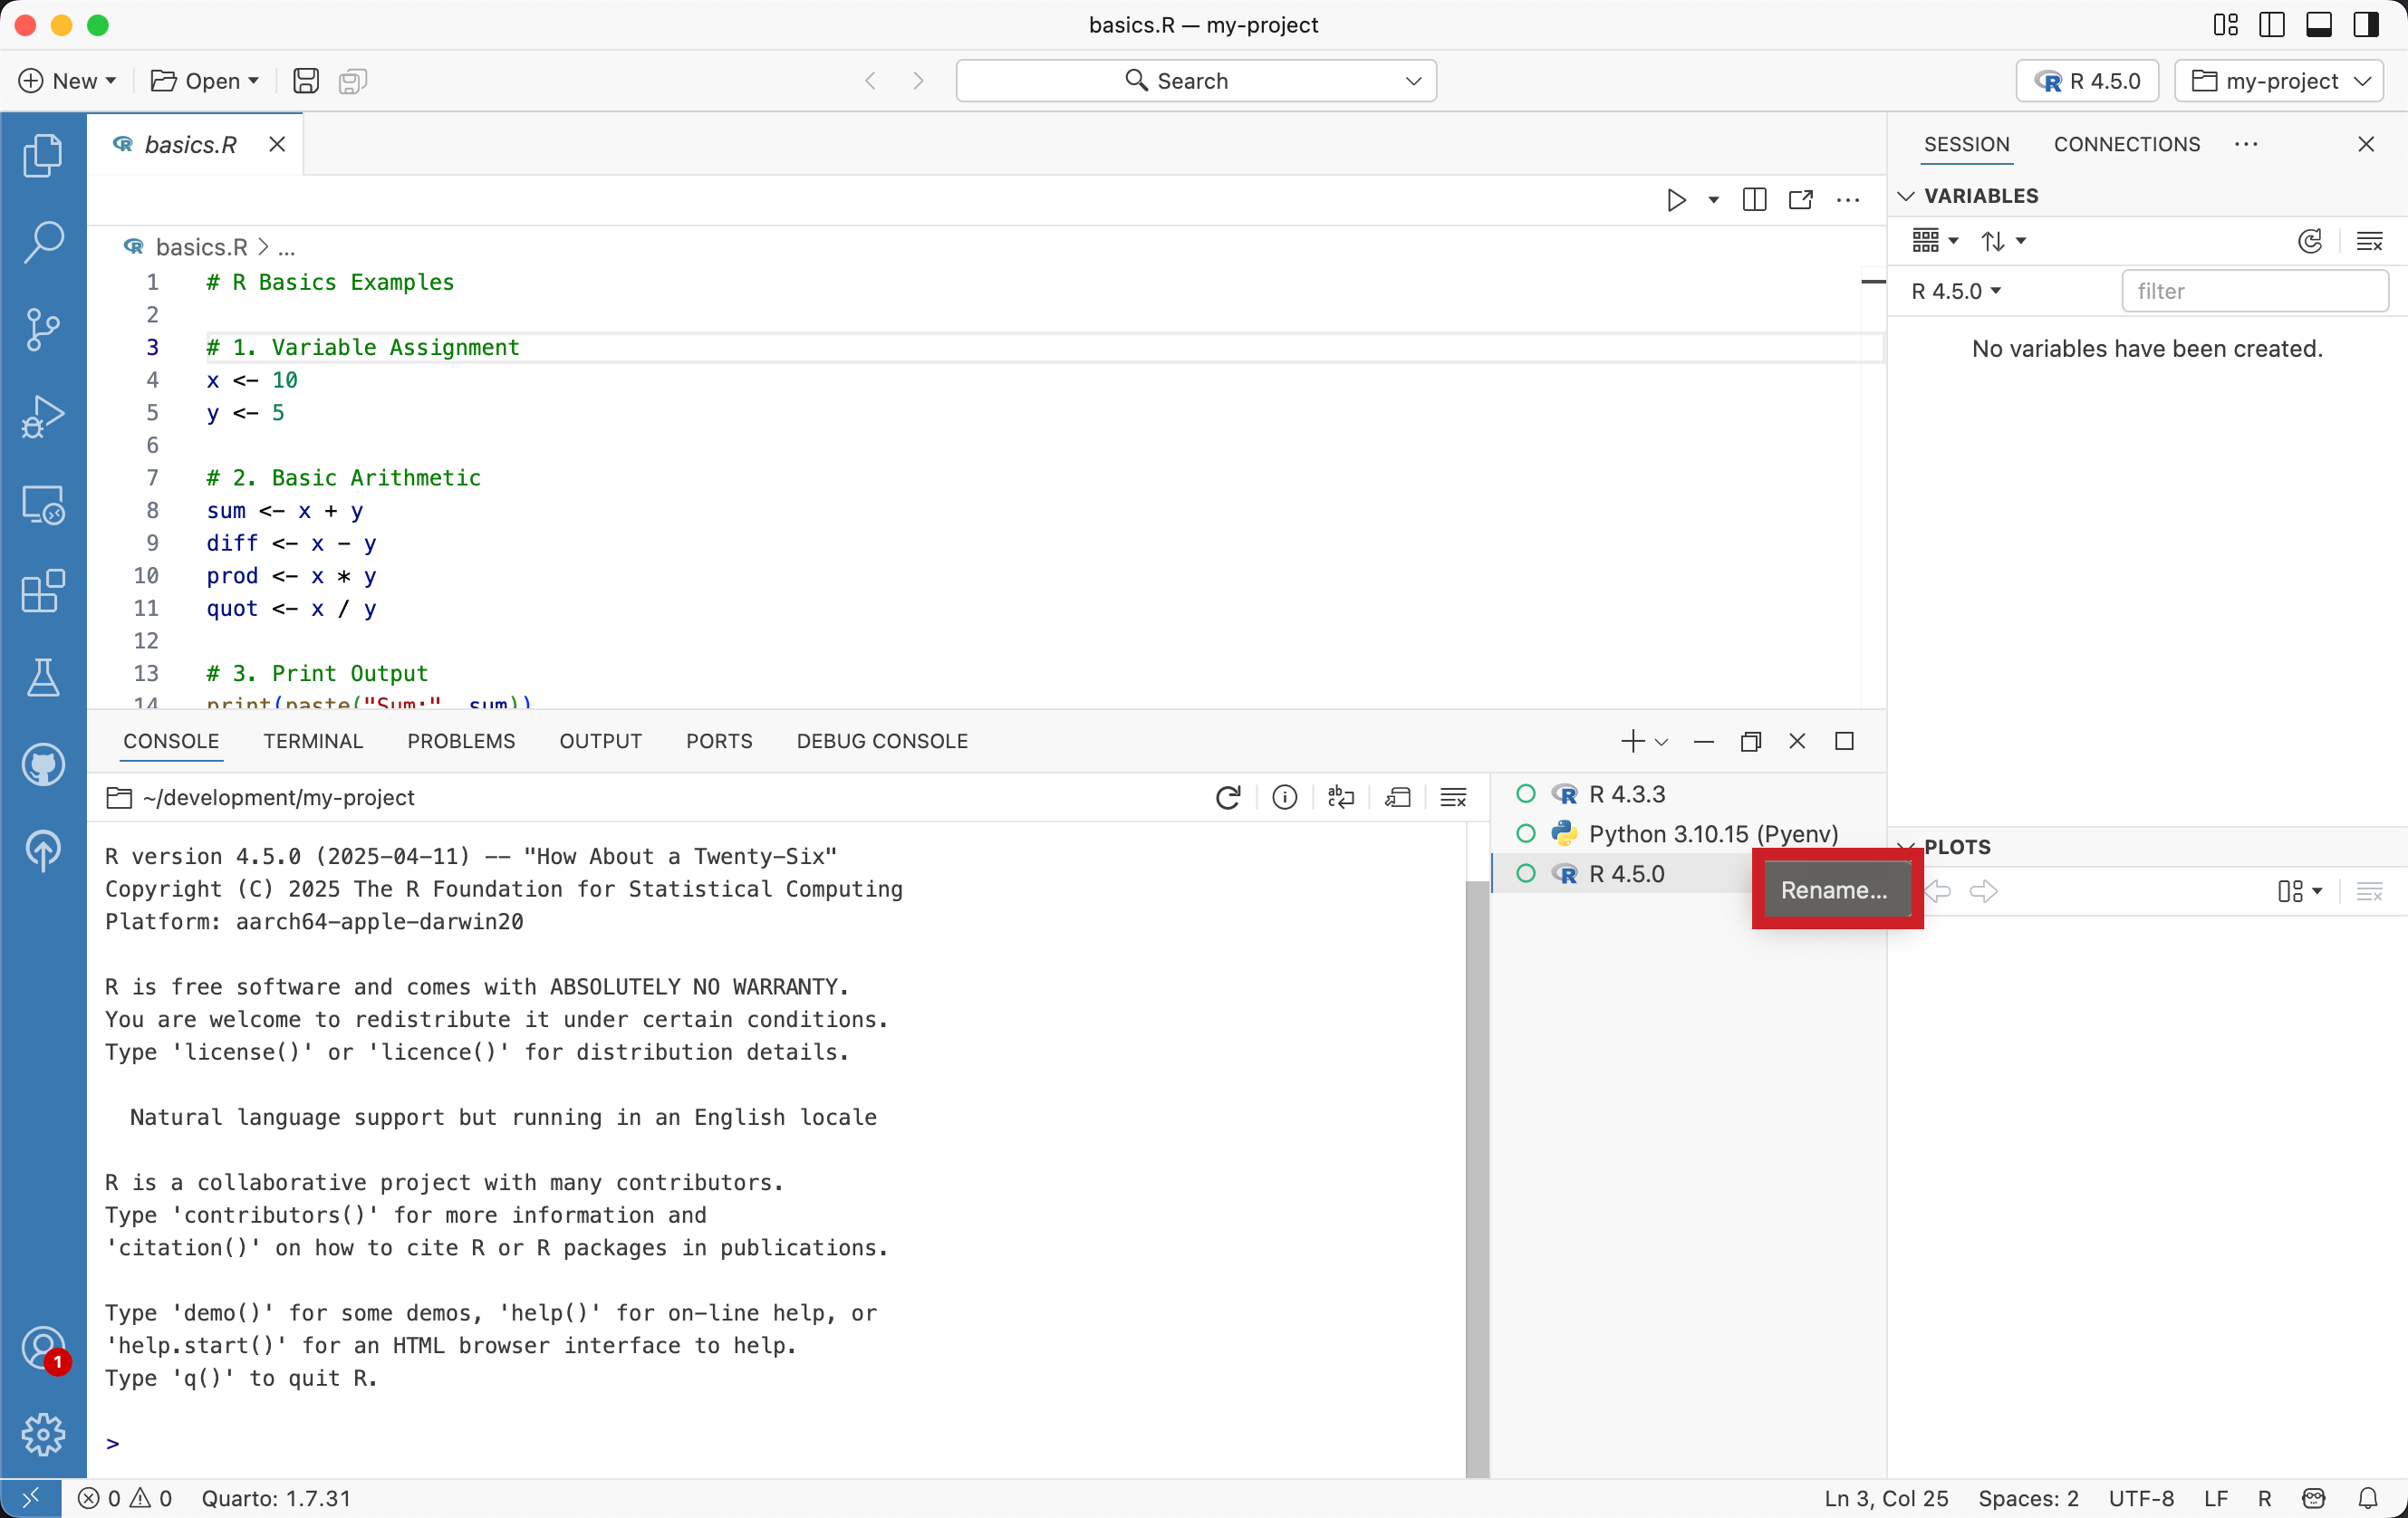 basics.R — my-project
New
Open
Search
R 4.5.0
my-project
basics.R
SESSION
CONNECTIONS
VARIABLES
basics.R > ...
R 4.5.0
filter
No variables have been created.
1 # R Basics Examples
2
3 # 1. Variable Assignment
4 x <- 10
5 y <- 5
6
7 # 2. Basic Arithmetic
8 sum <- x + y
9 diff <- x - y
10 prod <- x * y
11 quot <- x / y
12
13 # 3. Print Output
14 print(paste("Sum:", sum))
CONSOLE
TERMINAL
PROBLEMS
OUTPUT
PORTS
DEBUG CONSOLE
~/development/my-project
R 4.3.3
Python 3.10.15 (Pyenv)
R 4.5.0
Rename...
PLOTS
R version 4.5.0 (2025-04-11) -- "How About a Twenty-Six"
Copyright (C) 2025 The R Foundation for Statistical Computing
Platform: aarch64-apple-darwin20
R is free software and comes with ABSOLUTELY NO WARRANTY.
You are welcome to redistribute it under certain conditions.
Type 'license()' or 'licence()' for distribution details.
Natural language support but running in an English locale
R is a collaborative project with many contributors.
Type 'contributors()' for more information and
'citation()' on how to cite R or R packages in publications.
Type 'demo()' for some demos, 'help()' for on-line help, or
'help.start()' for an HTML browser interface to help.
Type 'q()' to quit R.
>
1
0
0
Quarto: 1.7.31
Ln 3, Col 25
Spaces: 2
UTF-8
LF
R